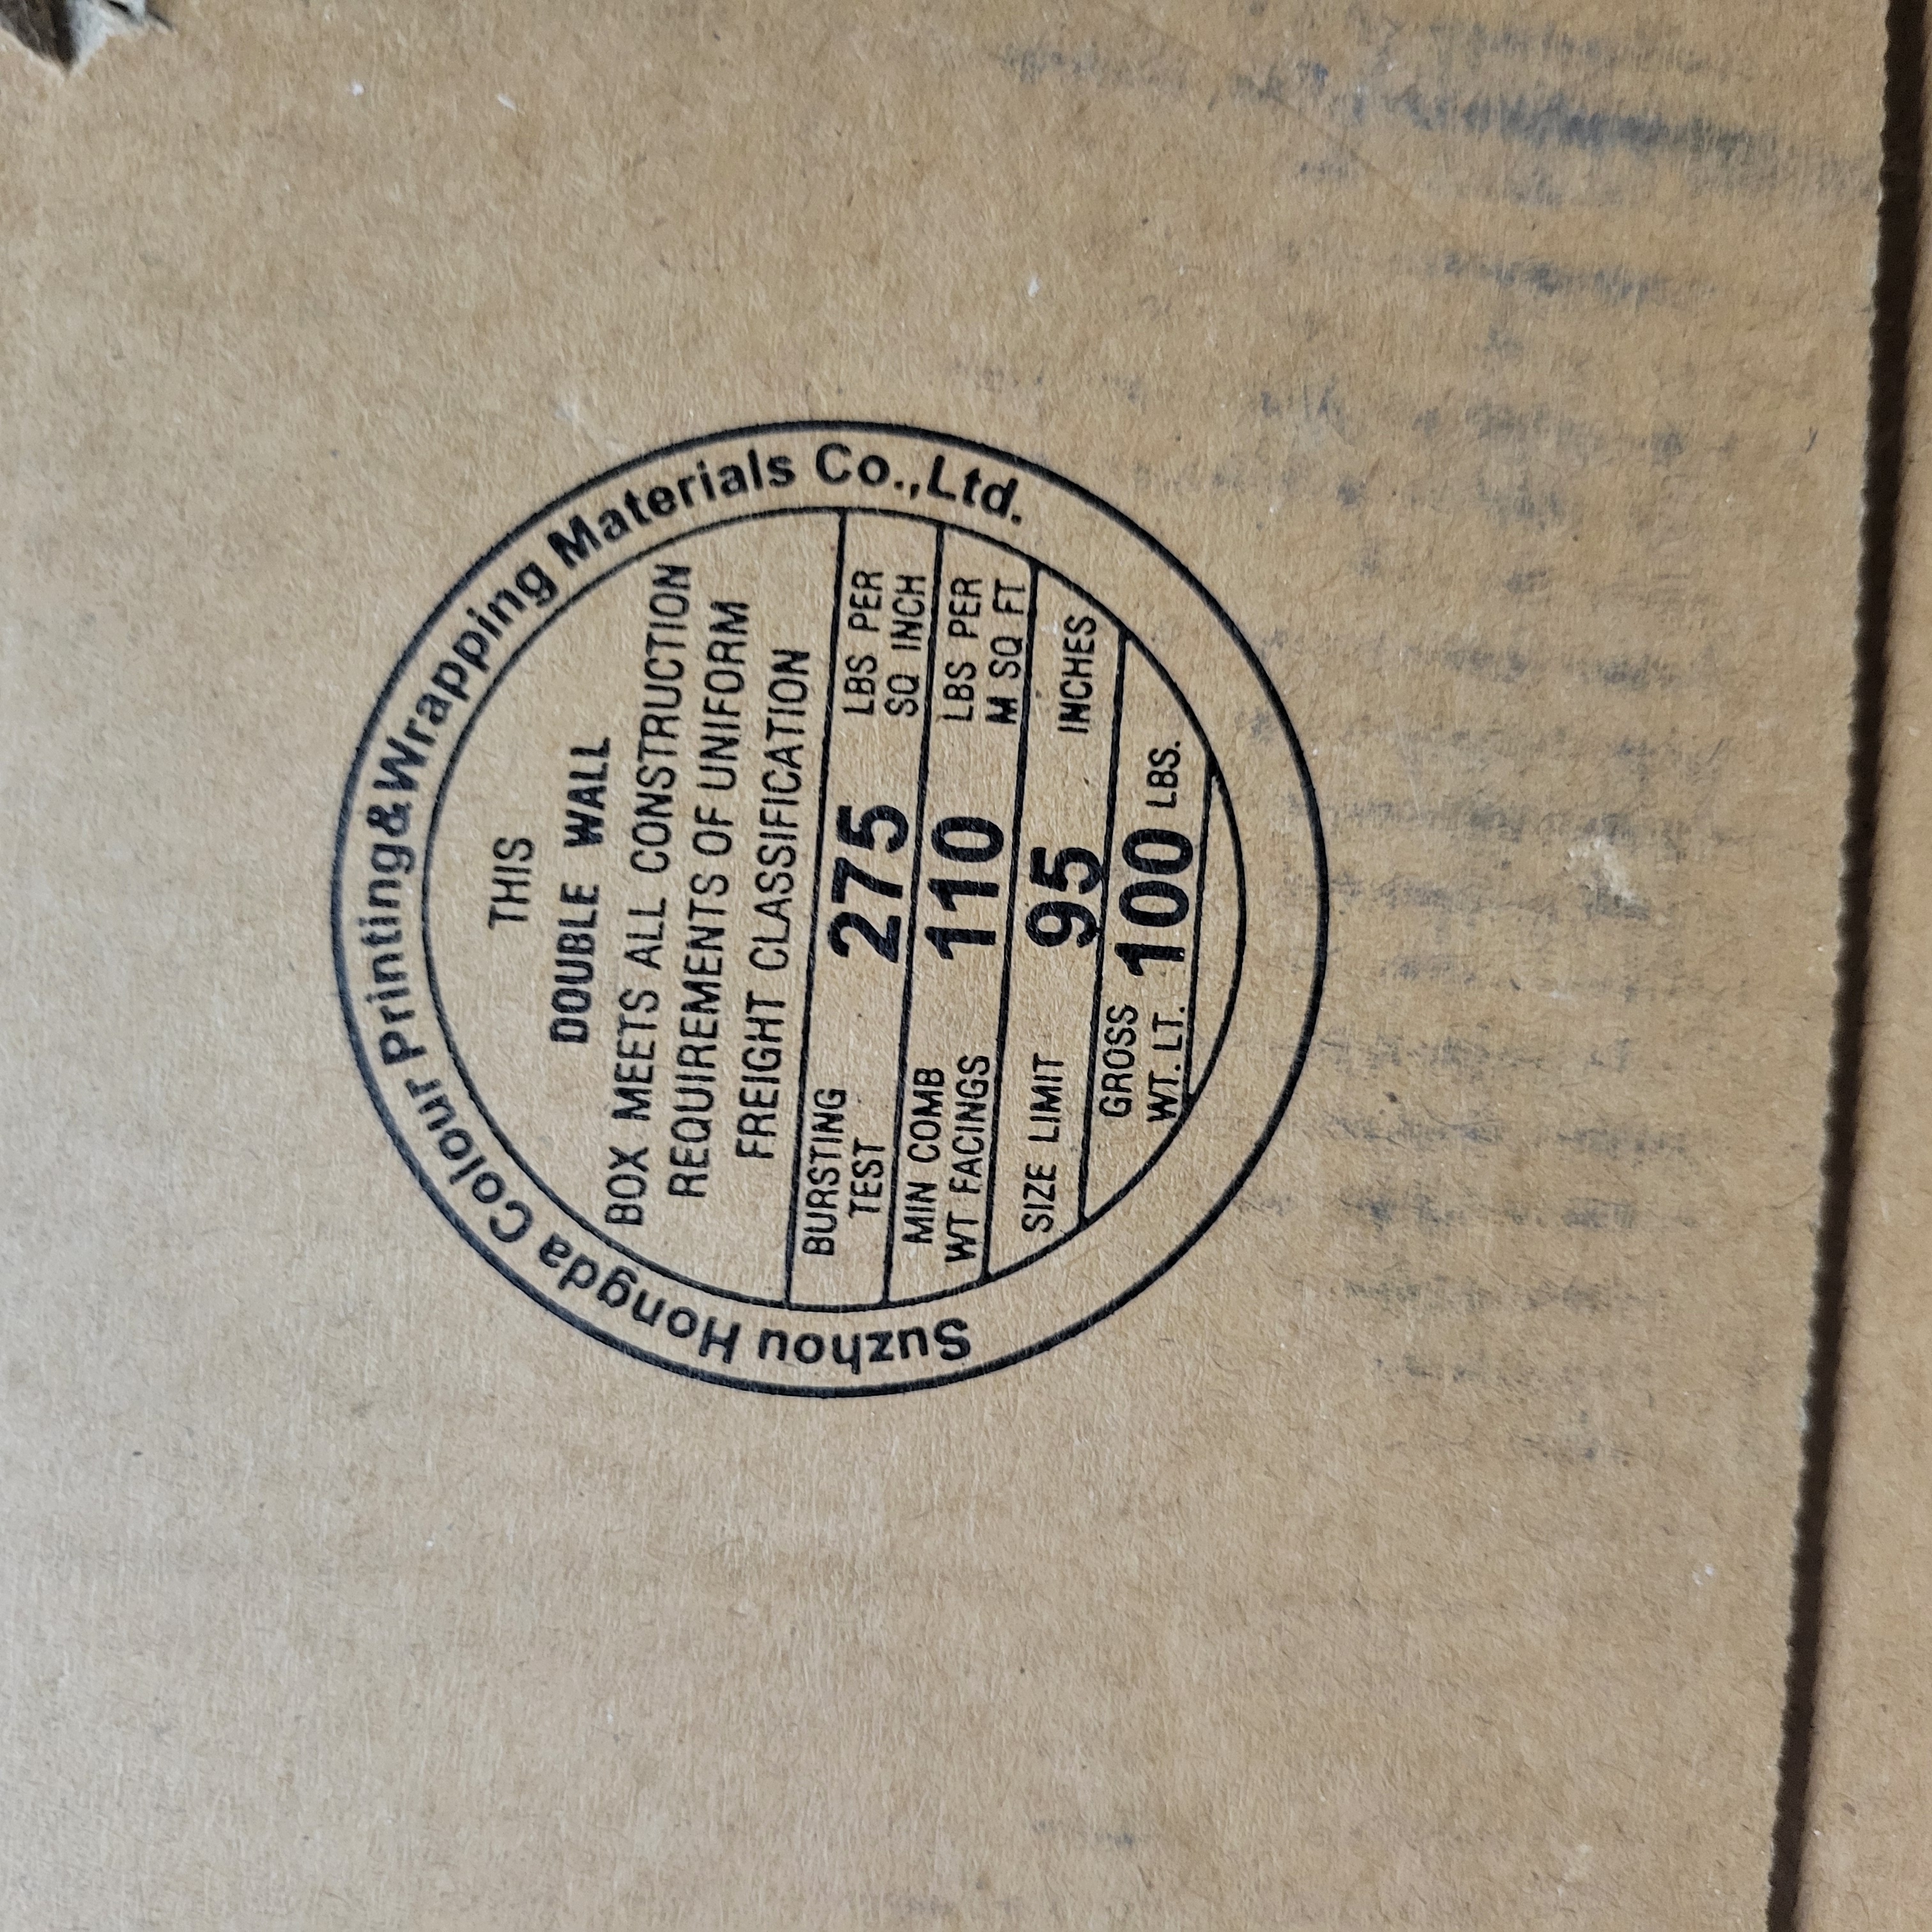 Suzhou Hongda Colour Printing&Wrapping Materials Co.,Ltd.
THIS
DOUBLE WALL
BOX MEETS ALL CONSTRUCTION
REQUIREMENTS OF UNIFORM
FREIGHT CLASSIFICATION
BURSTING TEST 275 LBS PER SQ INCH
MIN COMB WT FACINGS 110 LBS PER M SQ FT
SIZE LIMIT 95 INCHES
GROSS WT. LT. 100 LBS.